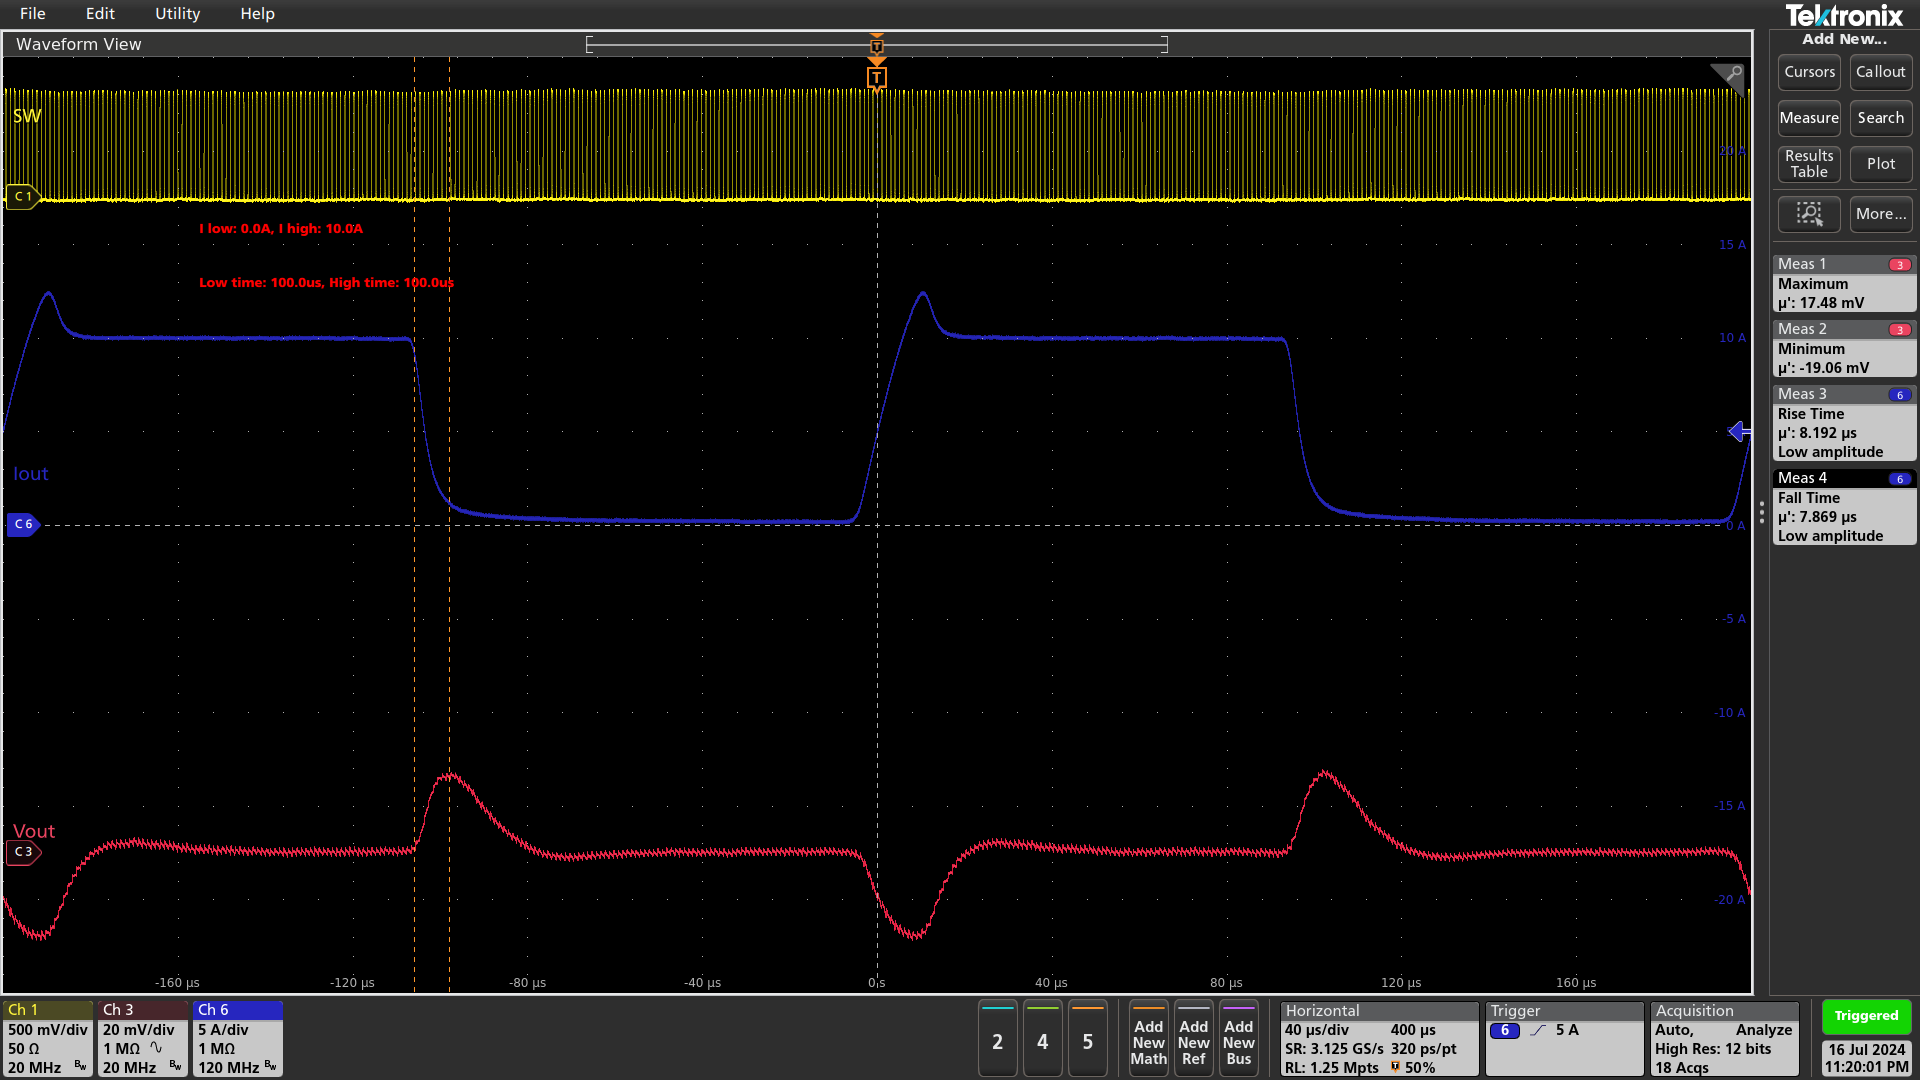 File Edit Utility Help
Tektronix
Waveform View
Add New...
T
T
Cursors Callout
Measure Search
Results Table Plot
More...
SW
C 1
20 A
I low: 0.0A, I high: 10.0A
15 A
Low time: 100.0us, High time: 100.0us
10 A
Iout
C 6
0 A
-5 A
-10 A
-15 A
Vout
C 3
-20 A
-160 µs -120 µs -80 µs -40 µs 0 s 40 µs 80 µs 120 µs 160 µs
Meas 1 3
Maximum
µ': 17.48 mV
Meas 2 3
Minimum
µ': -19.06 mV
Meas 3 6
Rise Time
µ': 8.192 µs
Low amplitude
Meas 4 6
Fall Time
µ': 7.869 µs
Low amplitude
Ch 1
500 mV/div
50 Ω
20 MHz Bw
Ch 3
20 mV/div
1 MΩ
20 MHz Bw
Ch 6
5 A/div
1 MΩ
120 MHz Bw
2 4 5
Add New Math
Add New Ref
Add New Bus
Horizontal
40 µs/div 400 µs
SR: 3.125 GS/s 320 ps/pt
RL: 1.25 Mpts T 50%
Trigger
6 5 A
Acquisition
Auto, Analyze
High Res: 12 bits
18 Acqs
Triggered
16 Jul 2024
11:20:01 PM